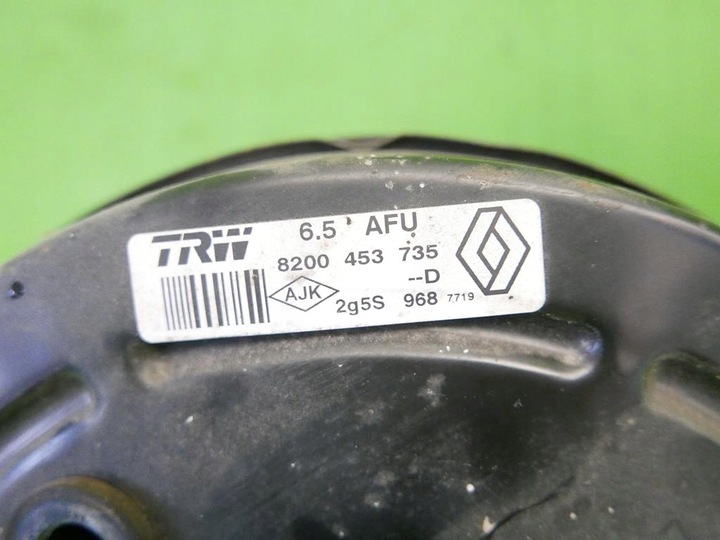 TRW 6.5 AFU
8200 453 735
--D
AJK 2g5S 968 7719